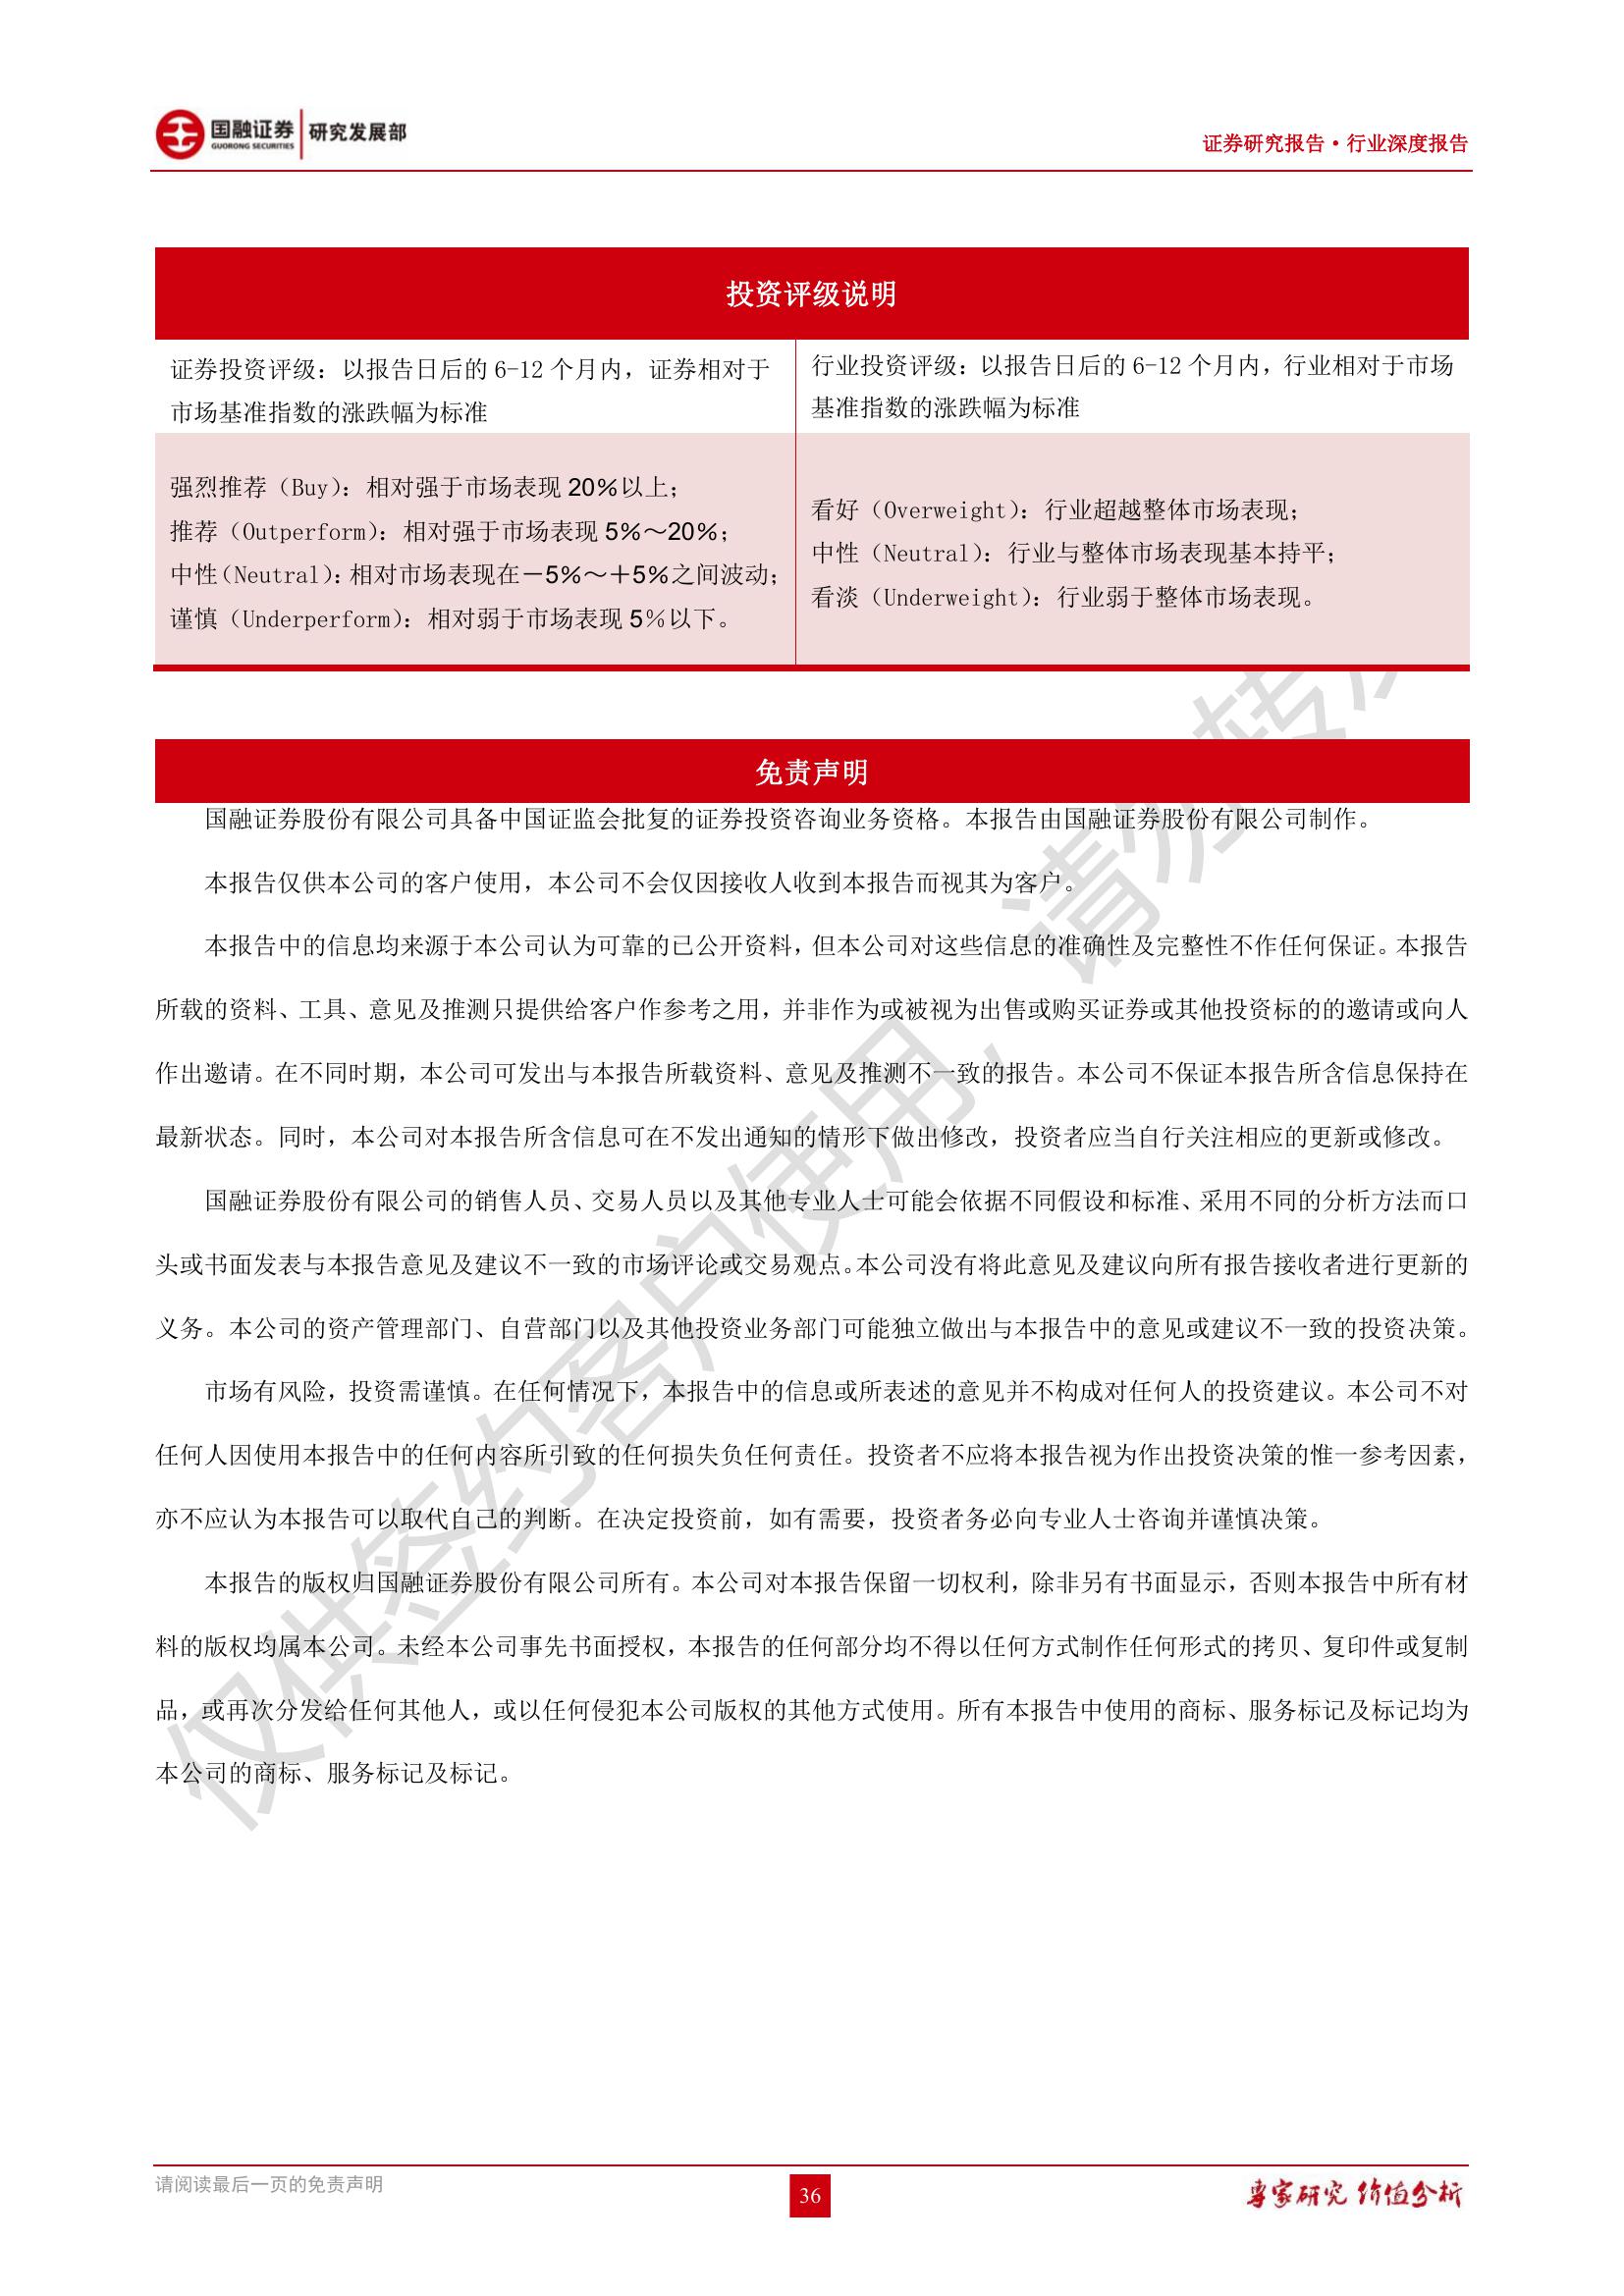 国融证券
GUORONG SECURITIES
研究发展部
证券研究报告·行业深度报告
投资评级说明
证券投资评级：以报告日后的 6-12 个月内，证券相对于
市场基准指数的涨跌幅为标准
行业投资评级：以报告日后的 6-12 个月内，行业相对于市场
基准指数的涨跌幅为标准
强烈推荐（Buy）：相对强于市场表现 20％以上；
推荐（Outperform）：相对强于市场表现 5％～20％；
中性（Neutral）：相对市场表现在－5％～＋5％之间波动；
谨慎（Underperform）：相对弱于市场表现 5％以下。
看好（Overweight）：行业超越整体市场表现；
中性（Neutral）：行业与整体市场表现基本持平；
看淡（Underweight）：行业弱于整体市场表现。
免责声明
国融证券股份有限公司具备中国证监会批复的证券投资咨询业务资格。本报告由国融证券股份有限公司制作。
本报告仅供本公司的客户使用，本公司不会仅因接收人收到本报告而视其为客户。
本报告中的信息均来源于本公司认为可靠的已公开资料，但本公司对这些信息的准确性及完整性不作任何保证。本报告
所载的资料、工具、意见及推测只提供给客户作参考之用，并非作为或被视为出售或购买证券或其他投资标的的邀请或向人
作出邀请。在不同时期，本公司可发出与本报告所载资料、意见及推测不一致的报告。本公司不保证本报告所含信息保持在
最新状态。同时，本公司对本报告所含信息可在不发出通知的情形下做出修改，投资者应当自行关注相应的更新或修改。
国融证券股份有限公司的销售人员、交易人员以及其他专业人士可能会依据不同假设和标准、采用不同的分析方法而口
头或书面发表与本报告意见及建议不一致的市场评论或交易观点。本公司没有将此意见及建议向所有报告接收者进行更新的
义务。本公司的资产管理部门、自营部门以及其他投资业务部门可能独立做出与本报告中的意见或建议不一致的投资决策。
市场有风险，投资需谨慎。在任何情况下，本报告中的信息或所表述的意见并不构成对任何人的投资建议。本公司不对
任何人因使用本报告中的任何内容所引致的任何损失负任何责任。投资者不应将本报告视为作出投资决策的惟一参考因素，
亦不应认为本报告可以取代自己的判断。在决定投资前，如有需要，投资者务必向专业人士咨询并谨慎决策。
本报告的版权归国融证券股份有限公司所有。本公司对本报告保留一切权利，除非另有书面显示，否则本报告中所有材
料的版权均属本公司。未经本公司事先书面授权，本报告的任何部分均不得以任何方式制作任何形式的拷贝、复印件或复制
品，或再次分发给任何其他人，或以任何侵犯本公司版权的其他方式使用。所有本报告中使用的商标、服务标记及标记均为
本公司的商标、服务标记及标记。
仅供签约客户使用，请勿转
请阅读最后一页的免责声明
36
专家研究 价值分析